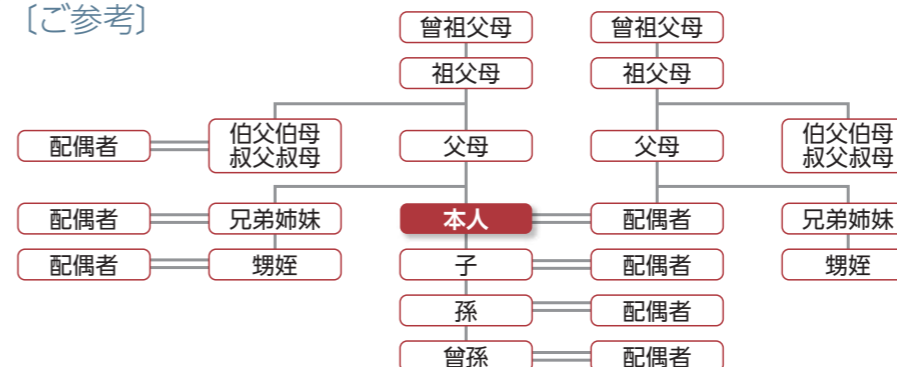 〔ご参考〕
曾祖父母
曾祖父母
祖父母
祖父母
配偶者
伯父伯母
叔父叔母
父母
父母
伯父伯母
叔父叔母
配偶者
兄弟姉妹
本人
配偶者
兄弟姉妹
配偶者
甥姪
子
配偶者
甥姪
孫
配偶者
曾孫
配偶者